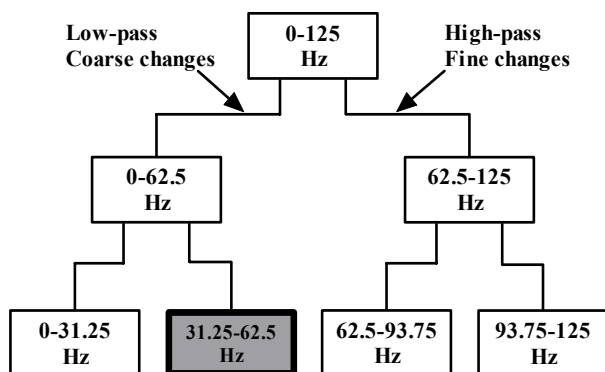 Low-pass
Coarse changes
0-125
Hz
High-pass
Fine changes
0-62.5
Hz
62.5-125
Hz
0-31.25
Hz
31.25-62.5
Hz
62.5-93.75
Hz
93.75-125
Hz